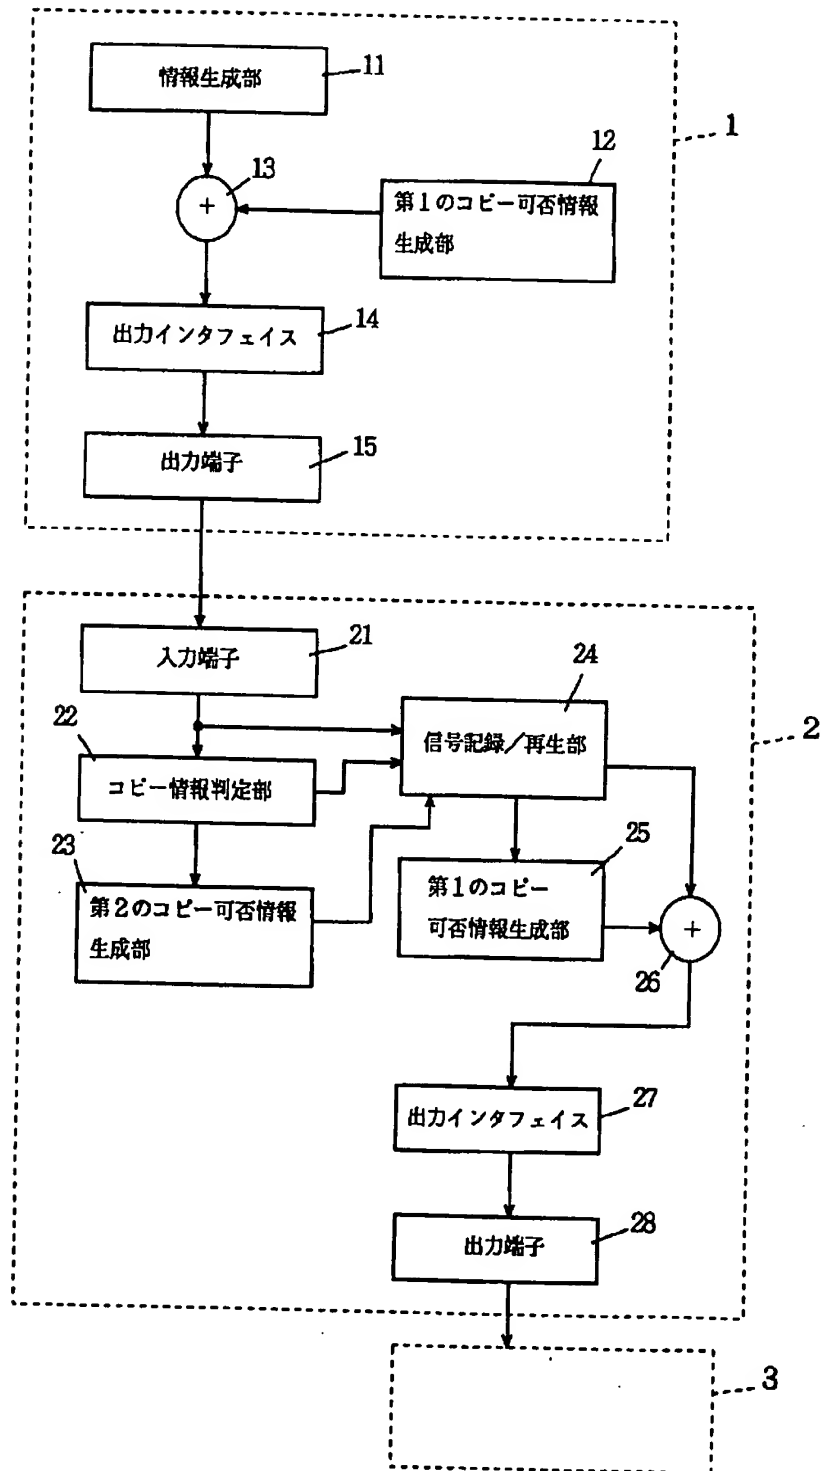 情報生成部
11
1
12
13
+
第1のコピー可否情報
生成部
出力インタフェイス
14
出力端子
15
入力端子
21
24
22
信号記録／再生部
2
コピー情報判定部
23
25
第2のコピー可否情報
生成部
第1のコピー
可否情報生成部
+
26
出力インタフェイス
27
出力端子
28
3